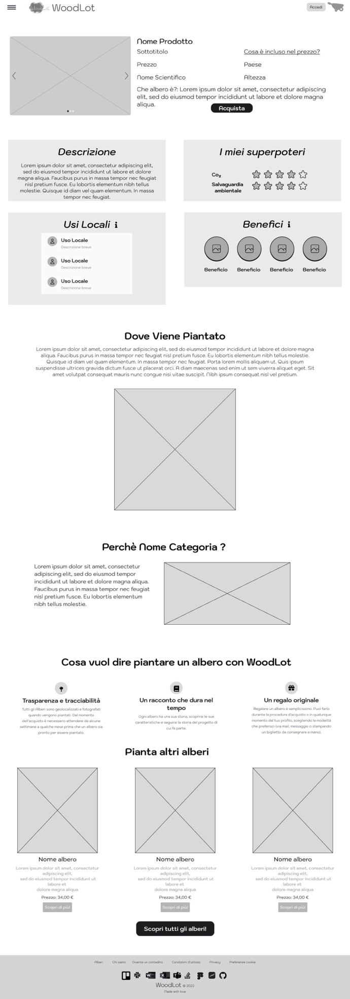 WoodLot
WoodLot
Accedi
Nome Prodotto
Sottotitolo
Cosa è incluso nel prezzo?
Prezzo
Paese
Nome Scientifico
Altezza
Che albero è?: Lorem ipsum dolor sit amet, consectetur adipiscing
elit, sed do eiusmod tempor incididunt ut labore et dolore magna
aliqua.
Acquista
Descrizione
Lorem ipsum dolor sit amet, consectetur adipiscing elit,
sed do eiusmod tempor incididunt ut labore et dolore
magna aliqua. Faucibus purus in massa tempor nec feugiat
nisl pretium fusce. Eu lobortis elementum nibh tellus
molestie. Quisque id diam vel quam elementum. In massa
tempor nec feugiat.
I miei superpoteri
Co₂
Salvaguardia
ambientale
Usi Locali i
Uso Locale
Descrizione breve
Uso Locale
Descrizione breve
Uso Locale
Descrizione breve
Benefici i
Beneficio Beneficio Beneficio Beneficio
Dove Viene Piantato
Lorem ipsum dolor sit amet, consectetur adipiscing elit, sed do eiusmod tempor incididunt ut labore et dolore magna
aliqua. Faucibus purus in massa tempor nec feugiat nisl pretium fusce. Eu lobortis elementum nibh tellus molestie.
Quisque id diam vel quam elementum. In massa tempor nec feugiat. Porta lorem mollis aliquam ut. Quis ipsum
suspendisse ultrices gravida dictum fusce ut placerat orci. A diam maecenas sed enim ut sem viverra aliquet eget. Sit
amet volutpat consequat mauris nunc congue nisi vitae suscipit. Nibh ipsum consequat nisl vel pretium.
Perchè Nome Categoria ?
Lorem ipsum dolor sit amet, consectetur
adipiscing elit, sed do eiusmod tempor
incididunt ut labore et dolore magna aliqua.
Faucibus purus in massa tempor nec feugiat
nisl pretium fusce. Eu lobortis elementum
nibh tellus molestie.
Cosa vuol dire piantare un albero con WoodLot
Trasparenza e tracciabilità
Tutti gli Alberi sono geolocalizzati e fotografati
quando vengono piantati. Dal momento
dell'acquisto è necessario attendere da alcune
settimane a qualche mese prima che un albero sia
pronto per essere piantato.
Un racconto che dura nel
tempo
Ogni albero ha una sua storia, scoprirai le sue
caratteristiche e seguirai la storia del progetto di
cui fa parte.
Un regalo originale
Regalare un albero è semplicissimo. Puoi farlo
durante la procedura d'acquisto o in qualunque
momento dal tuo profilo, scegliendo la modalità
che preferisci (via mail, messaggio o stampando
un biglietto da consegnare a mano).
Pianta altri alberi
Nome albero
Lorem ipsum dolor sit amet, consectetur
adipiscing elit,
sed do eiusmod tempor incididunt ut
labore et
dolore magna aliqua
Prezzo: 34,00 €
Scopri di più!
Nome albero
Lorem ipsum dolor sit amet, consectetur
adipiscing elit,
sed do eiusmod tempor incididunt ut
labore et
dolore magna aliqua
Prezzo: 34,00 €
Scopri di più!
Nome albero
Lorem ipsum dolor sit amet, consectetur
adipiscing elit,
sed do eiusmod tempor incididunt ut
labore et
dolore magna aliqua
Prezzo: 34,00 €
Scopri di più!
Scopri tutti gli alberi!
Alberi Chi siamo Diventa un contadino Condizioni d'utilizzo Privacy Preferenze cookie
WoodLot © 2022
Made with love